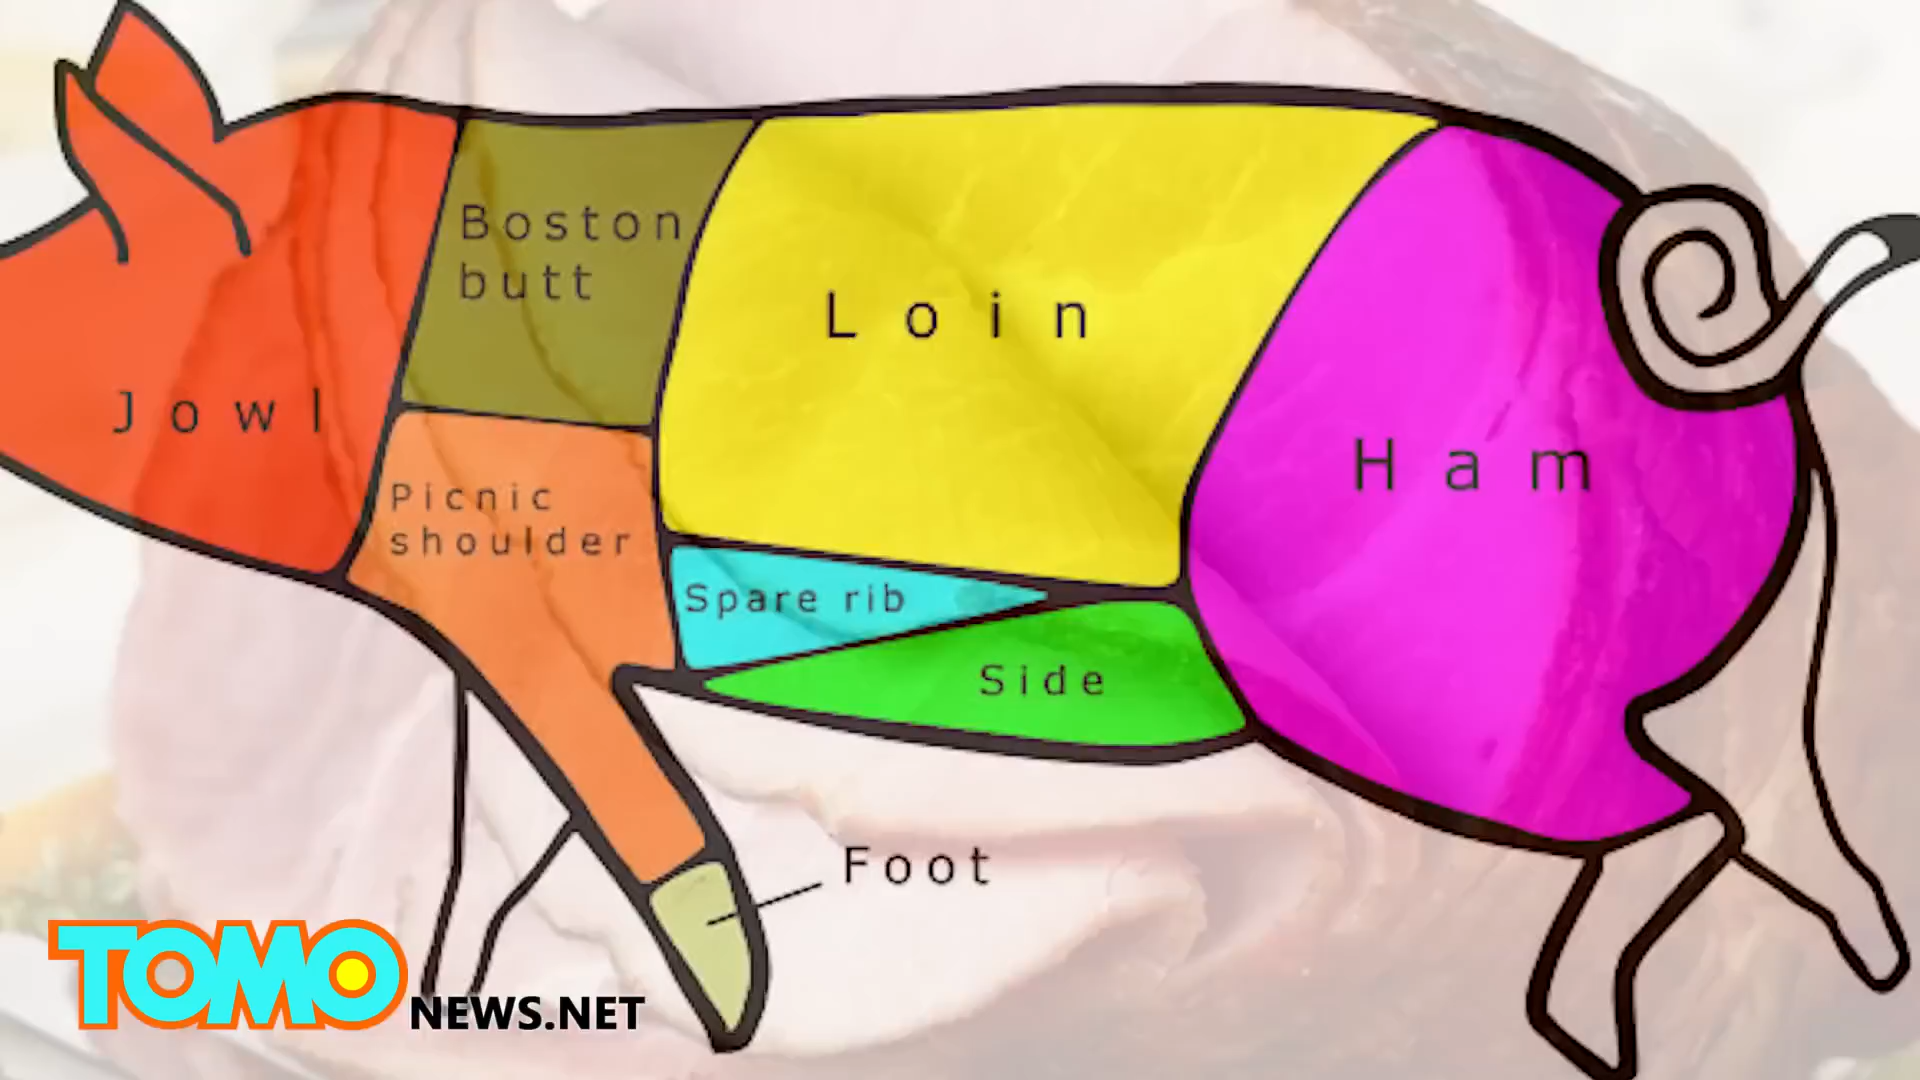 Boston
butt
Loin
Jowl
Ham
Picnic
shoulder
Spare rib
Side
Foot
TOMO
NEWS.NET